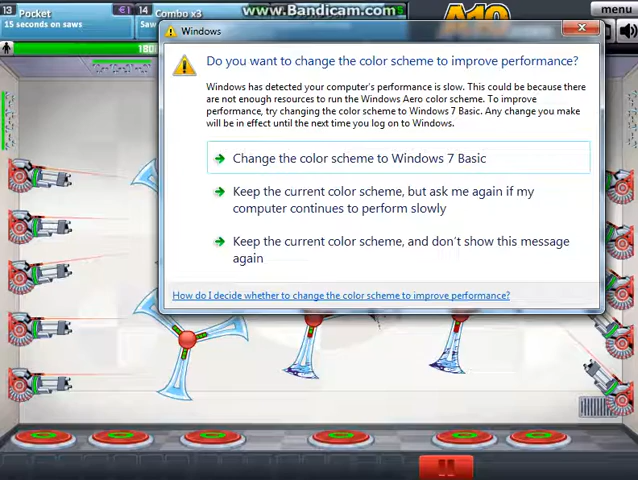 13 Pocket €1 14 Combo x3 www.Bandicam.com A10 menu
15 seconds on saws Saw
180
Windows
Do you want to change the color scheme to improve performance?
Windows has detected your computer's performance is slow. This could be because there
are not enough resources to run the Windows Aero color scheme. To improve
performance, try changing the color scheme to Windows 7 Basic. Any change you make
will be in effect until the next time you log on to Windows.
Change the color scheme to Windows 7 Basic
Keep the current color scheme, but ask me again if my
computer continues to perform slowly
Keep the current color scheme, and don't show this message
again
How do I decide whether to change the color scheme to improve performance?